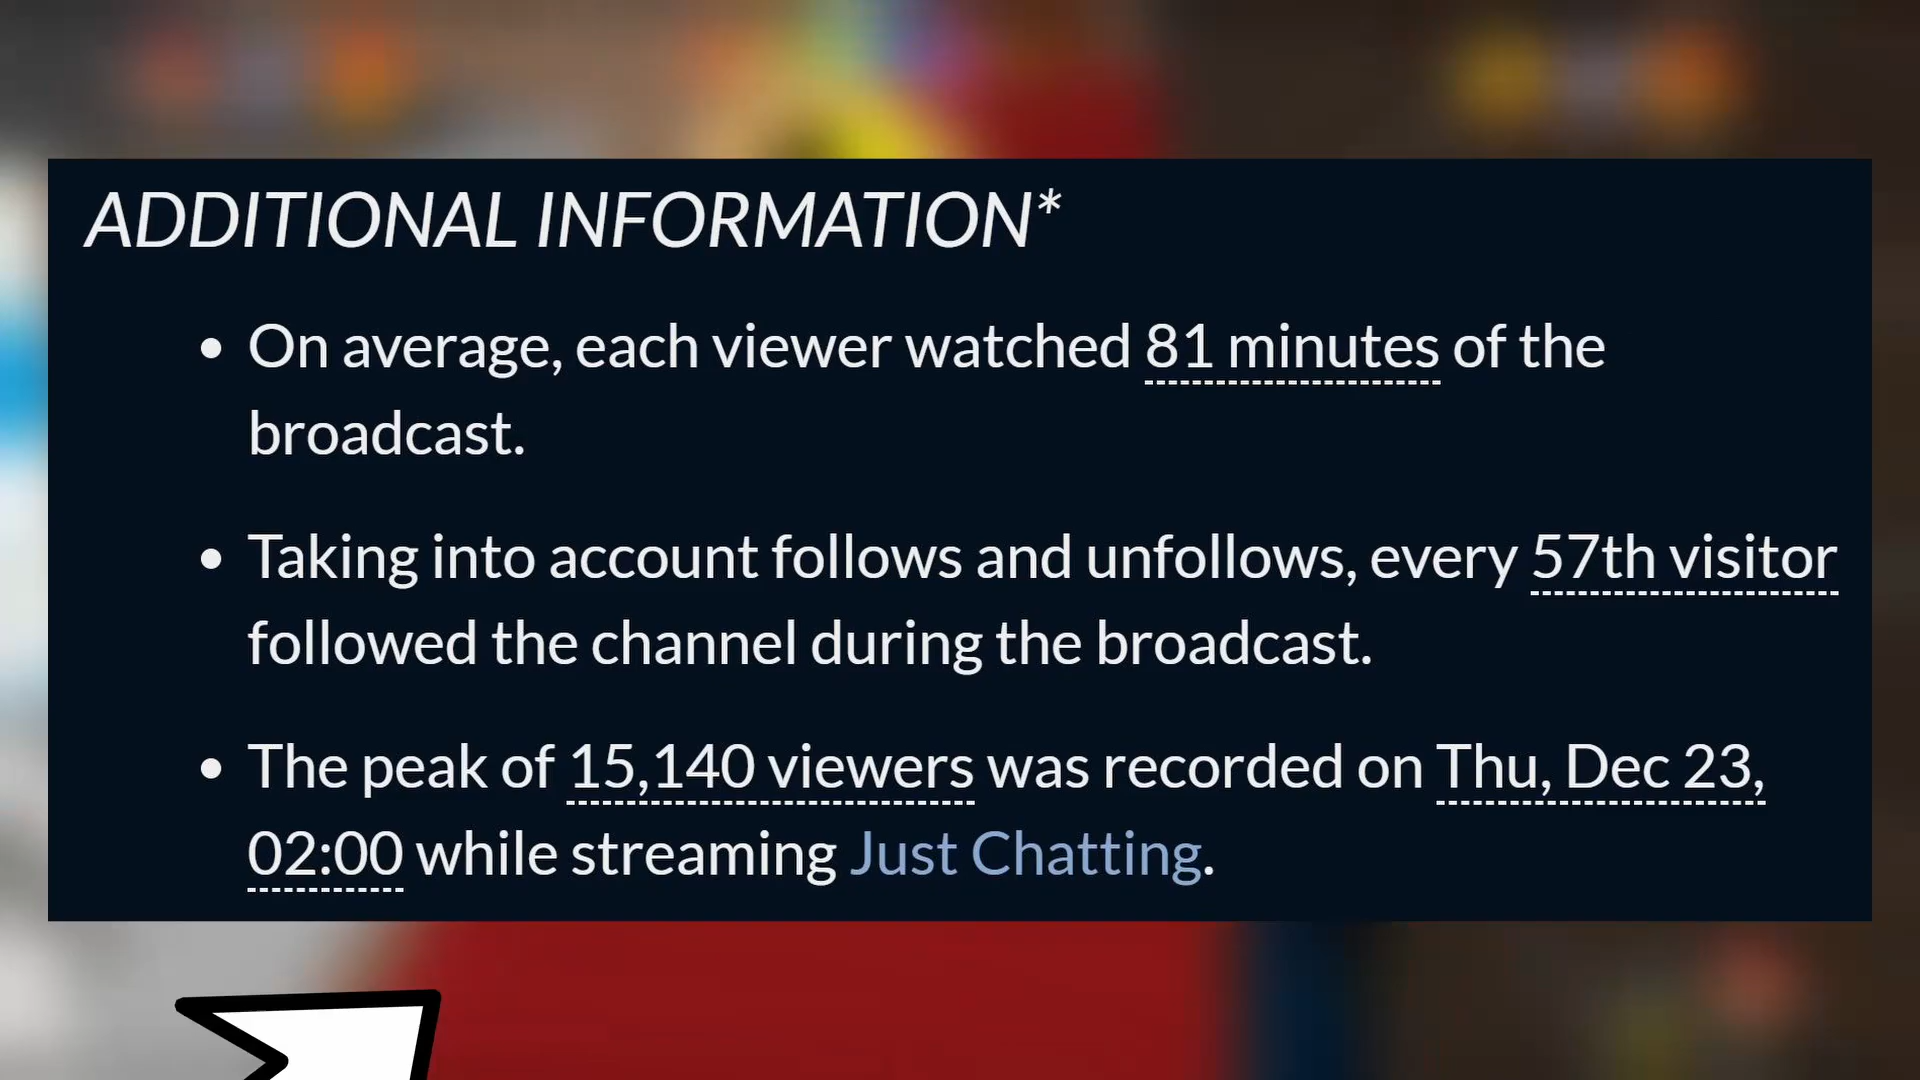 ADDITIONAL INFORMATION*
• On average, each viewer watched 81 minutes of the
broadcast.
• Taking into account follows and unfollows, every 57th visitor
followed the channel during the broadcast.
• The peak of 15,140 viewers was recorded on Thu, Dec 23,
02:00 while streaming Just Chatting.